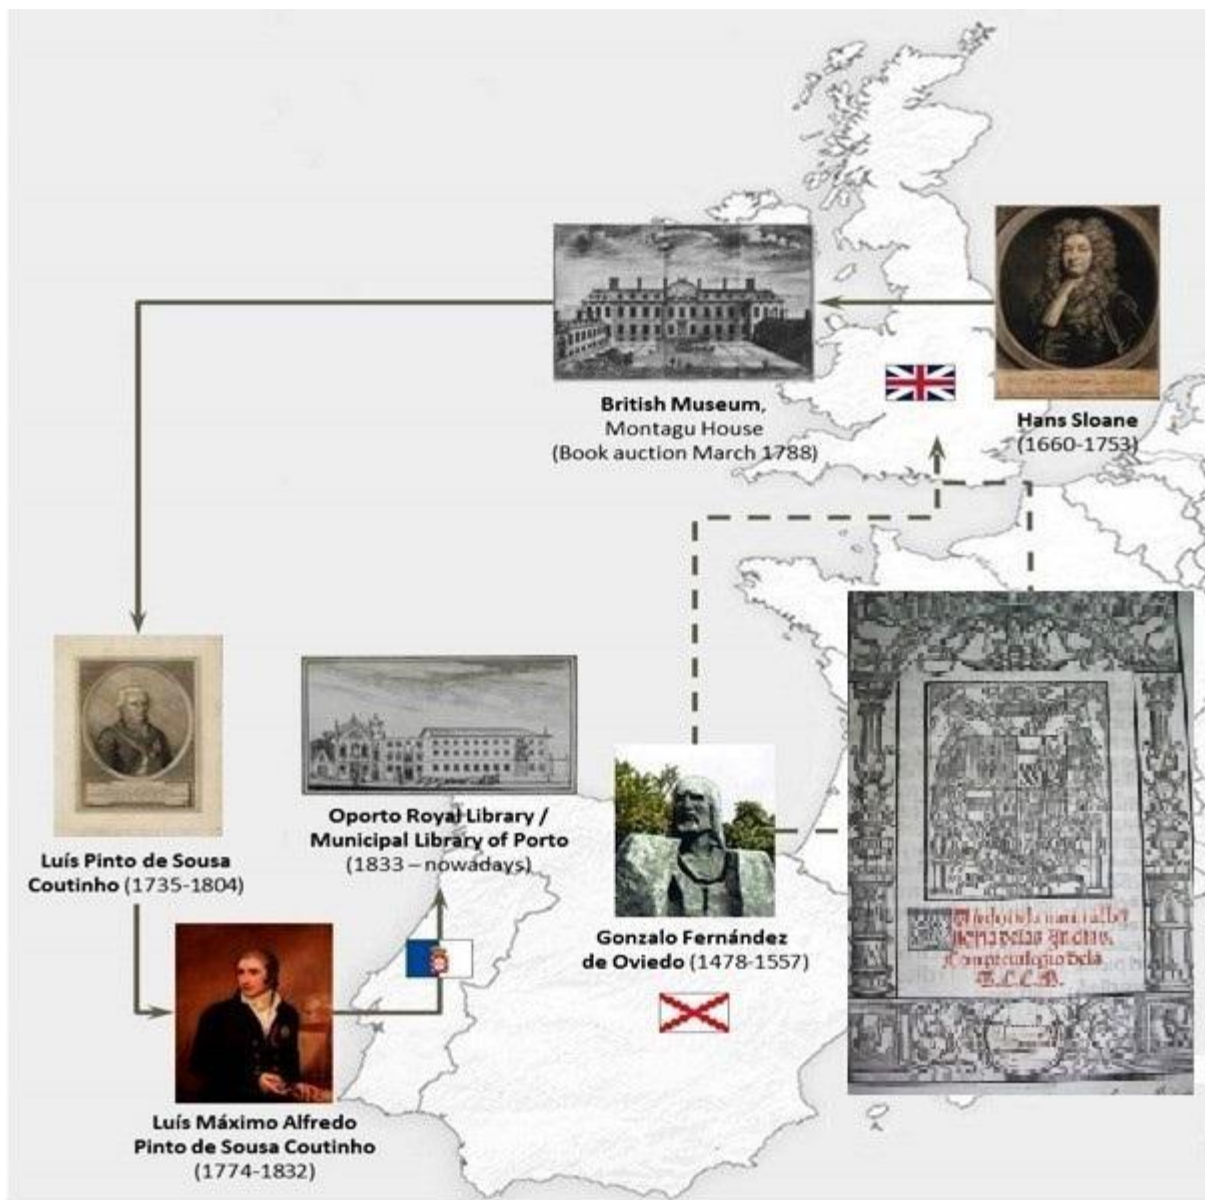 British Museum,
Montagu House
(Book auction March 1788)
Hans Sloane
(1660-1753)
Luís Pinto de Sousa
Coutinho (1735-1804)
Oporto Royal Library /
Municipal Library of Porto
(1833 – nowadays)
Gonzalo Fernández
de Oviedo (1478-1557)
Luís Máximo Alfredo
Pinto de Sousa Coutinho
(1774-1832)